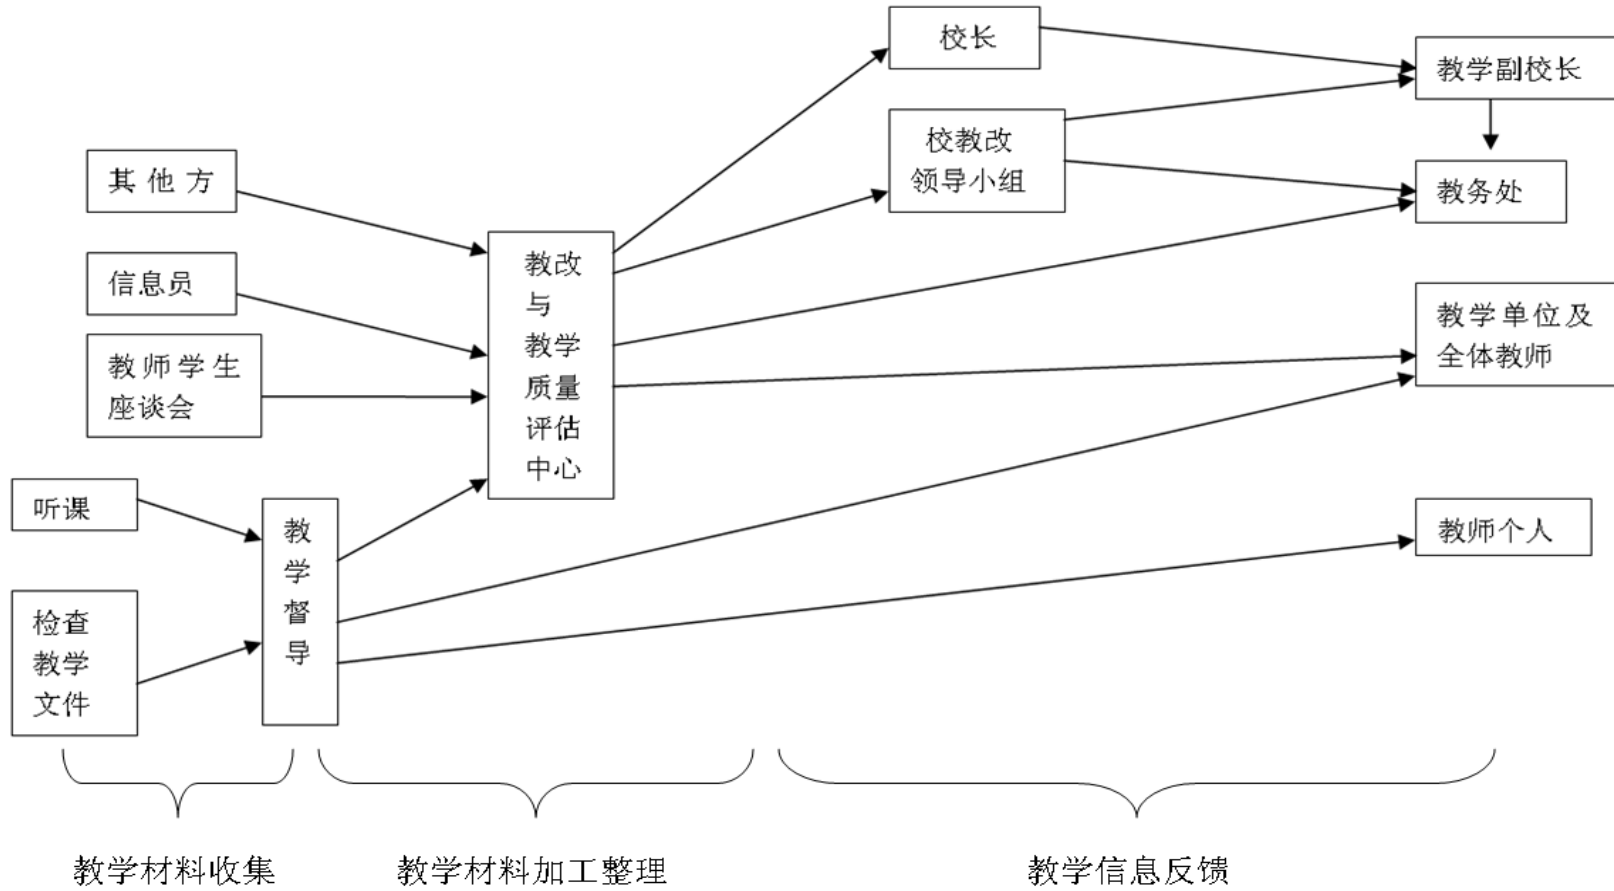 校长
教学副校长
校教改
领导小组
其他方
教务处
信息员
教改
与
教学
质量
评估
中心
教学单位及
全体教师
教师学生
座谈会
听课
教
学
督
导
教师个人
检查
教学
文件
教学材料收集
教学材料加工整理
教学信息反馈